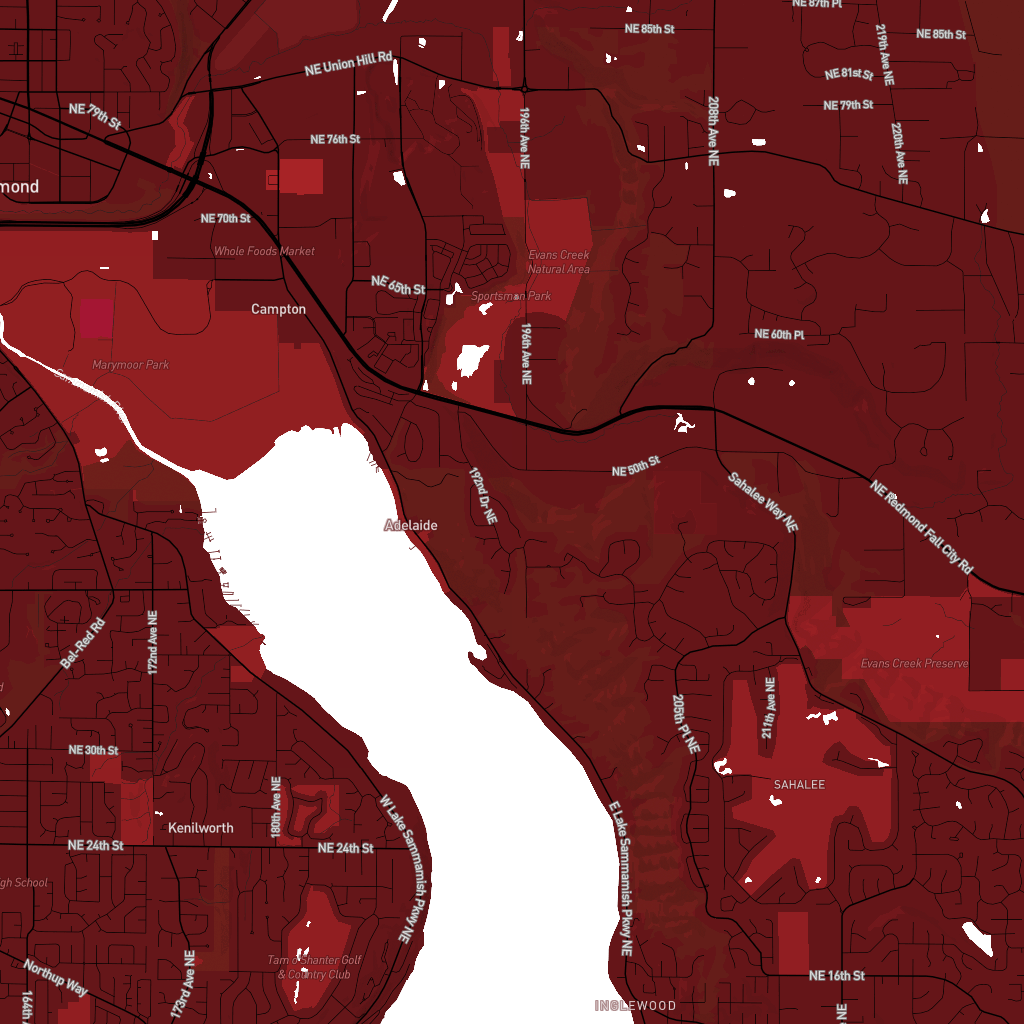 NE 87th Pl
NE 85th St
219th Ave NE
NE 85th St
NE Union Hill Rd
NE 81st St
NE 79th St
NE 79th St
208th Ave NE
196th Ave NE
NE 76th St
220th Ave NE
mond
NE 70th St
Whole Foods Market
Evans Creek
Natural Area
NE 65th St
Sportsman Park
Campton
196th Ave NE
NE 60th Pl
Marymoor Park
NE 50th St
192nd Dr NE
Sahalee Way NE
NE Redmond Fall City Rd
Adelaide
Bel-Red Rd
172nd Ave NE
Evans Creek Preserve
205th Pl NE
211th Ave NE
NE 30th St
SAHALEE
180th Ave NE
W Lake Sammamish Pkwy NE
E Lake Sammamish Pkwy NE
Kenilworth
NE 24th St
NE 24th St
gh School
Tam o'Shanter Golf
& Country Club
Northup Way
173rd Ave NE
164th
NE 16th St
INGLEWOOD
NE